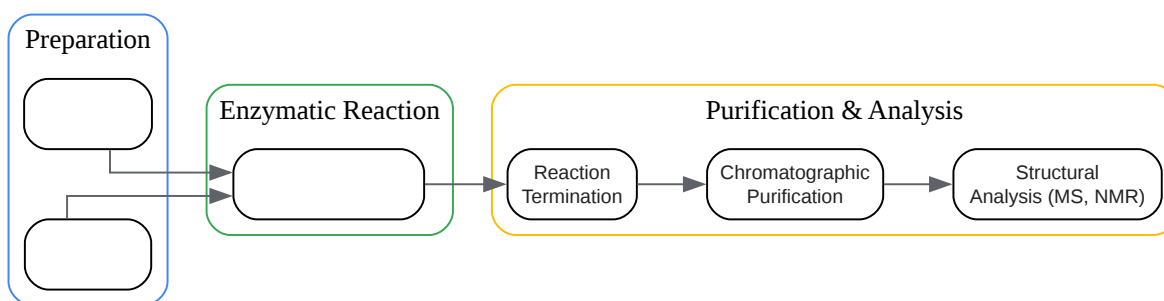 Preparation
Enzymatic Reaction
Purification & Analysis
Reaction
Termination
Chromatographic
Purification
Structural
Analysis (MS, NMR)